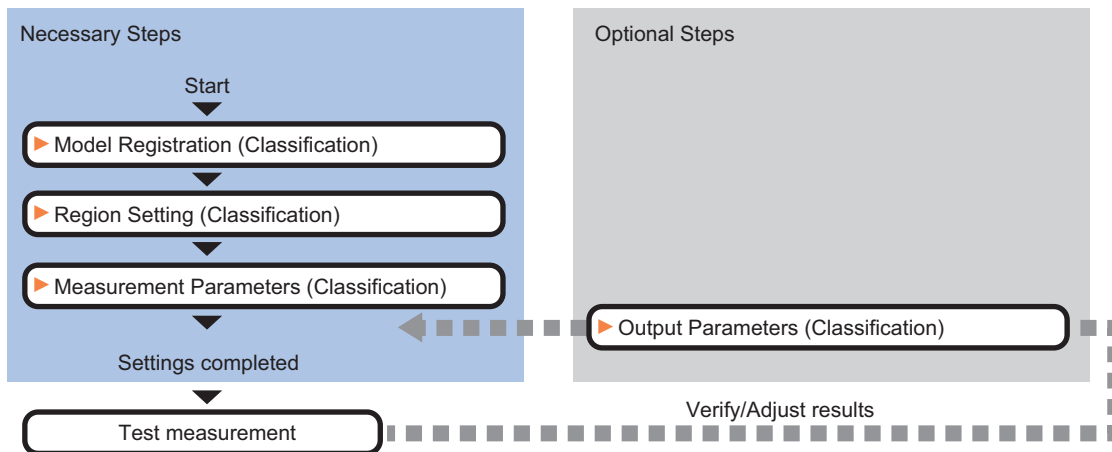 Necessary Steps
Start
Model Registration (Classification)
Region Setting (Classification)
Measurement Parameters (Classification)
Settings completed
Test measurement
Optional Steps
Output Parameters (Classification)
Verify/Adjust results